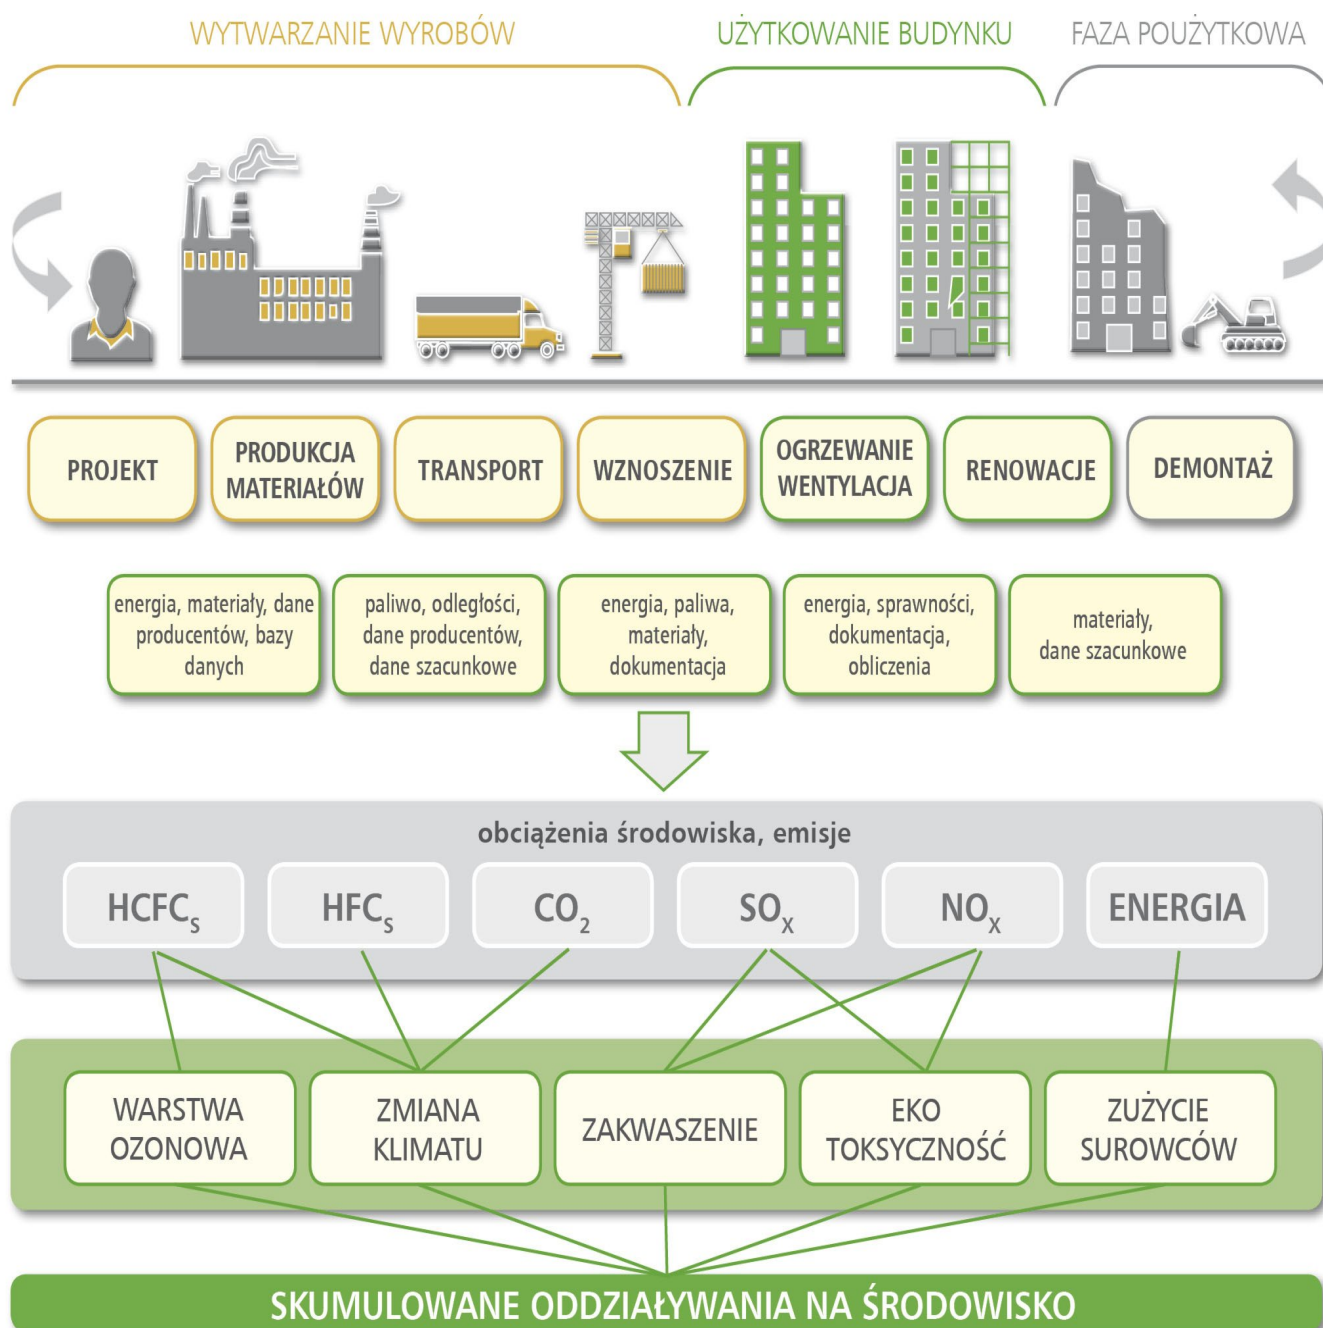 WYTWARZANIE WYROBÓW
UŻYTKOWANIE BUDYNKU
FAZA POUŻYTKOWA
PROJEKT
PRODUKCJA
MATERIAŁÓW
TRANSPORT
WZNOSZENIE
OGRZEWANIE
WENTYLACJA
RENOWACJE
DEMONTAŻ
energia, materiały, dane
producentów, bazy
danych
paliwo, odległości,
dane producentów,
dane szacunkowe
energia, paliwa,
materiały,
dokumentacja
energia, sprawności,
dokumentacja,
obliczenia
materiały,
dane szacunkowe
obciążenia środowiska, emisje
HCFCs
HFCs
CO₂
SOx
NOx
ENERGIA
WARSTWA
OZONOWA
ZMIANA
KLIMATU
ZAKWASZENIE
EKO
TOKSYCZNOŚĆ
ZUŻYCIE
SUROWCÓW
SKUMULOWANE ODDZIAŁYWANIA NA ŚRODOWISKO